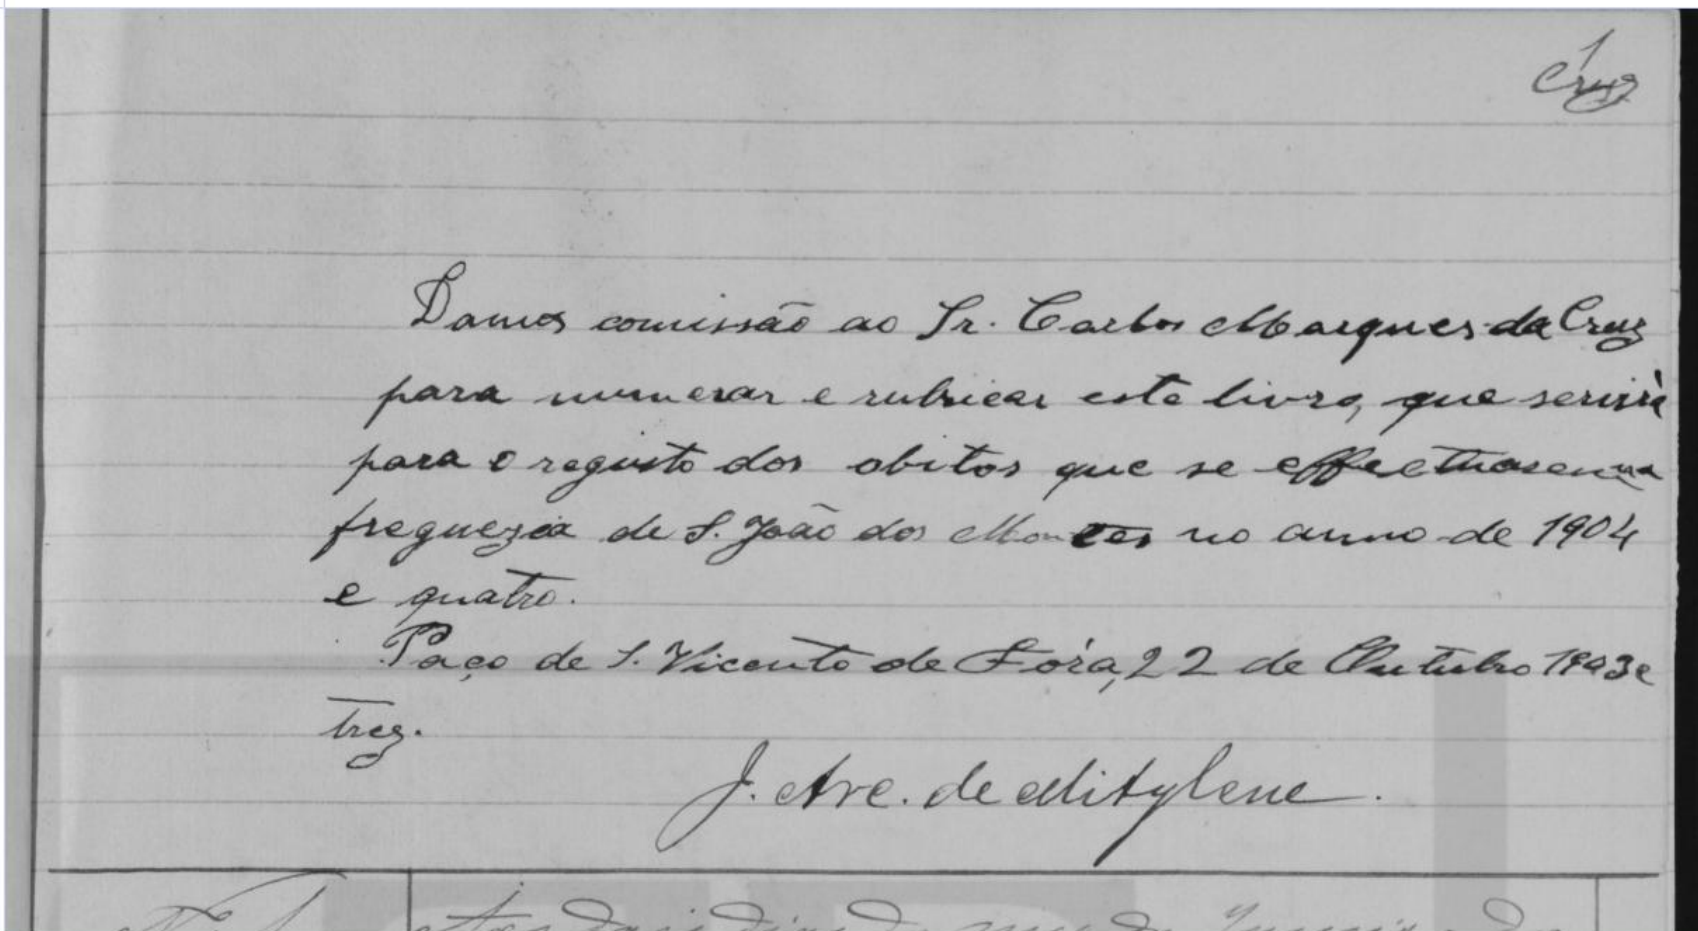 1
Cruz
Damos comissão ao Sr. Carlos Marques da Cruz
para numerar e rubricar este livro, que servirà
para o registo dos obitos que se effectuarem na
freguezia de S. João dos Montes no anno de 1904
e quatro.
Paço de S. Vicente de Fóra, 22 de Outubro 1903 e
trez.
J. Arc. de Mitylene.